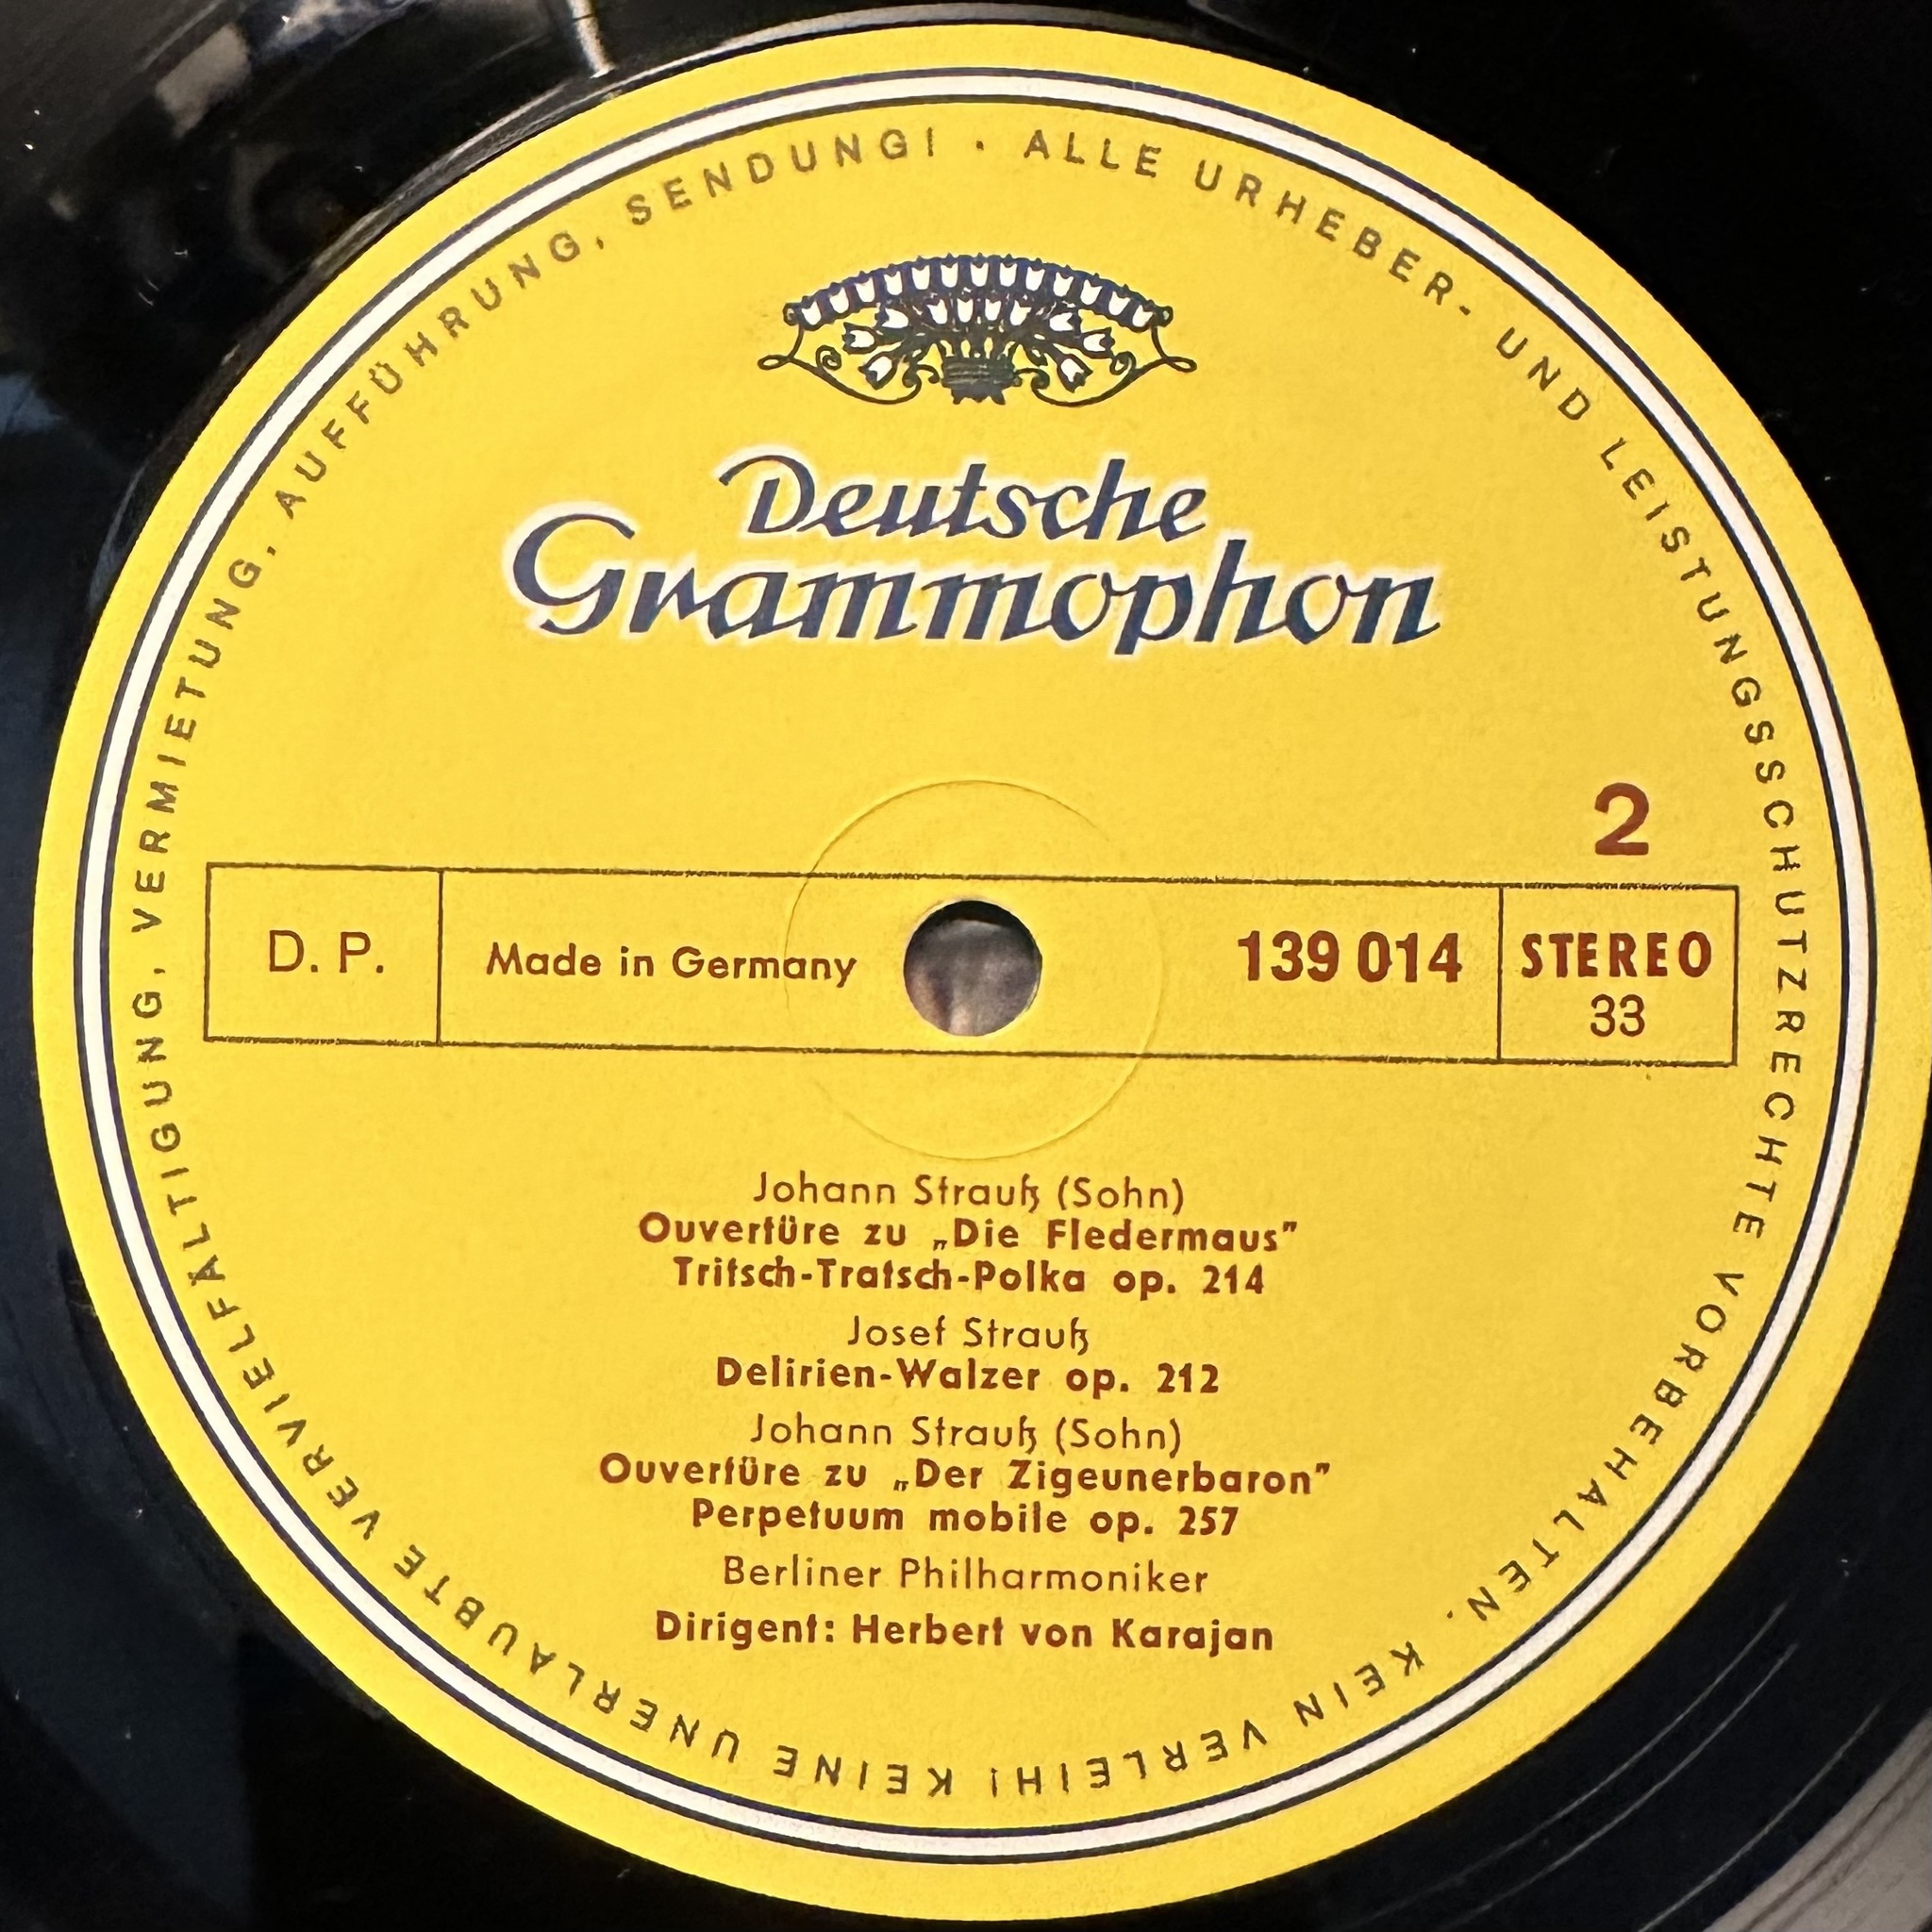 ALLE URHEBER- UND LEISTUNGSSCHUTZRECHTE VORBEHALTEN. KEIN VERLEIH! KEINE UNERLAUBTE VERVIELFÄLTIGUNG, VERMIETUNG, AUFFÜHRUNG, SENDUNG! ·
Deutsche
Grammophon
2
D. P.
Made in Germany
139 014
STEREO
33
Johann Strauß (Sohn)
Ouvertüre zu „Die Fledermaus"
Tritsch-Tratsch-Polka op. 214
Josef Strauß
Delirien-Walzer op. 212
Johann Strauß (Sohn)
Ouvertüre zu „Der Zigeunerbaron"
Perpetuum mobile op. 257
Berliner Philharmoniker
Dirigent: Herbert von Karajan